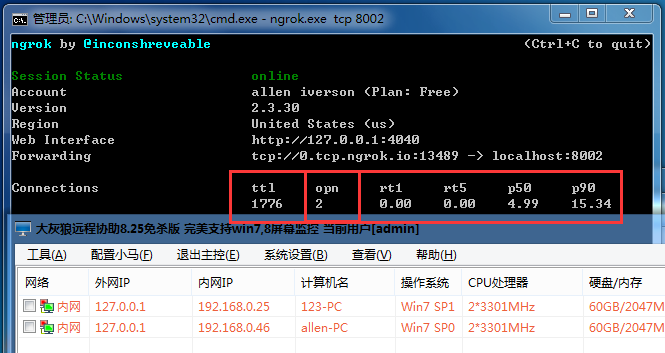 管理员: C:\Windows\system32\cmd.exe - ngrok.exe  tcp 8002
ngrok by @inconshreveable (Ctrl+C to quit)
Session Status online
Account allen iverson (Plan: Free)
Version 2.3.30
Region United States (us)
Web Interface http://127.0.0.1:4040
Forwarding tcp://0.tcp.ngrok.io:13489 -> localhost:8002
Connections ttl opn rt1 rt5 p50 p90
1776 2 0.00 0.00 4.99 15.34
大灰狼远程协助8.25免杀版 完美支持win7,8屏幕监控 当前用户[admin]
工具(A) 配置小马(F) 退出主控(E) 系统设置(B) 查看(V) 帮助(H)
网络 外网IP 内网IP 计算机名 操作系统 CPU处理器 硬盘/内存
内网 127.0.0.1 192.168.0.25 123-PC Win7 SP1 2*3301MHz 60GB/2047M
内网 127.0.0.1 192.168.0.46 allen-PC Win7 SP0 2*3301MHz 60GB/2047M